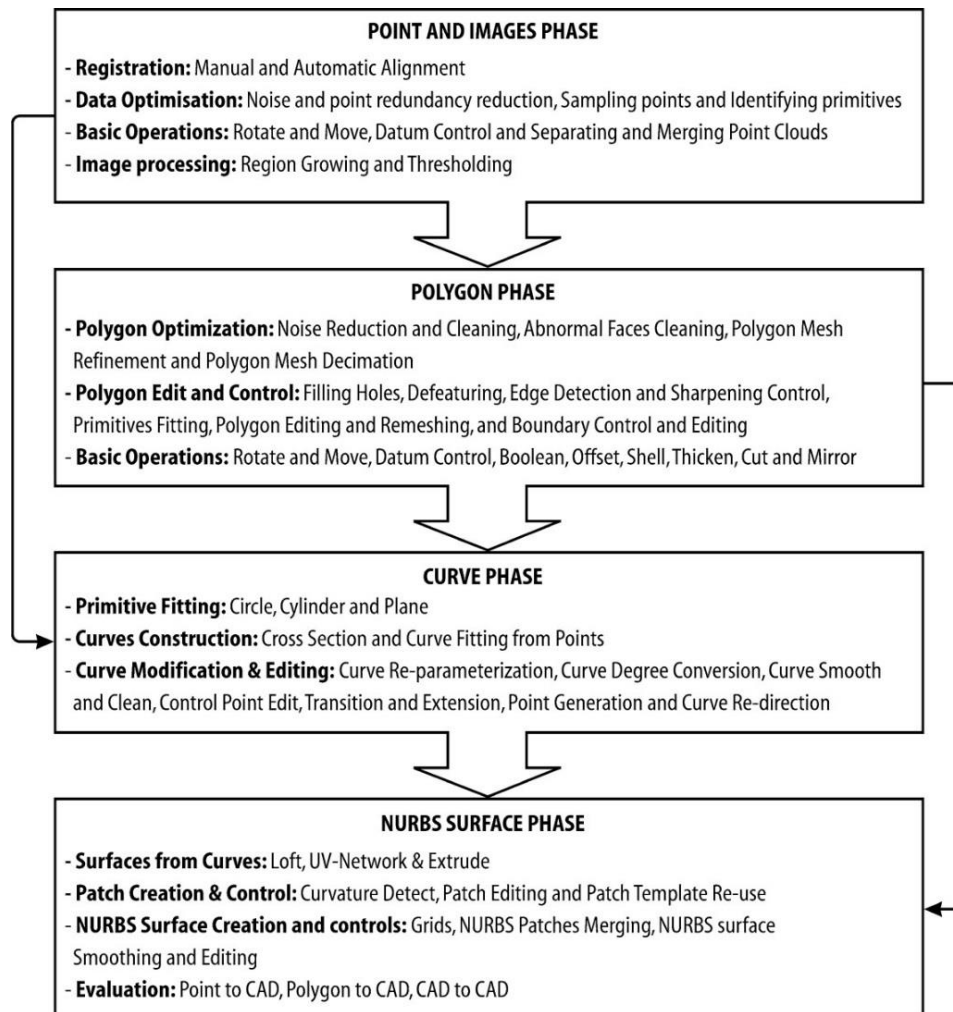 POINT AND IMAGES PHASE
- Registration: Manual and Automatic Alignment
- Data Optimisation: Noise and point redundancy reduction, Sampling points and Identifying primitives
- Basic Operations: Rotate and Move, Datum Control and Separating and Merging Point Clouds
- Image processing: Region Growing and Thresholding
POLYGON PHASE
- Polygon Optimization: Noise Reduction and Cleaning, Abnormal Faces Cleaning, Polygon Mesh
Refinement and Polygon Mesh Decimation
- Polygon Edit and Control: Filling Holes, Defeaturing, Edge Detection and Sharpening Control,
Primitives Fitting, Polygon Editing and Remeshing, and Boundary Control and Editing
- Basic Operations: Rotate and Move, Datum Control, Boolean, Offset, Shell, Thicken, Cut and Mirror
CURVE PHASE
- Primitive Fitting: Circle, Cylinder and Plane
- Curves Construction: Cross Section and Curve Fitting from Points
- Curve Modification & Editing: Curve Re-parameterization, Curve Degree Conversion, Curve Smooth
and Clean, Control Point Edit, Transition and Extension, Point Generation and Curve Re-direction
NURBS SURFACE PHASE
- Surfaces from Curves: Loft, UV-Network & Extrude
- Patch Creation & Control: Curvature Detect, Patch Editing and Patch Template Re-use
- NURBS Surface Creation and controls: Grids, NURBS Patches Merging, NURBS surface
Smoothing and Editing
- Evaluation: Point to CAD, Polygon to CAD, CAD to CAD